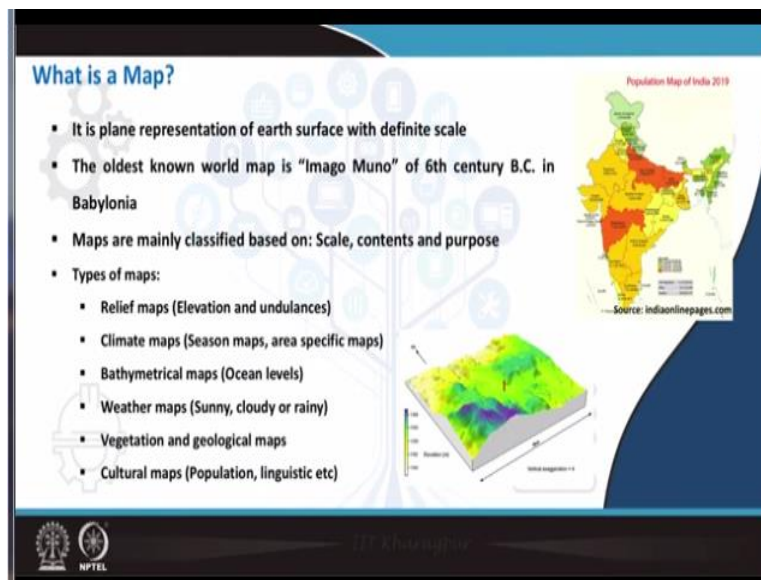 What is a Map?
Population Map of India 2019
▪ It is plane representation of earth surface with definite scale
▪ The oldest known world map is “Imago Muno” of 6th century B.C. in
Babylonia
▪ Maps are mainly classified based on: Scale, contents and purpose
▪ Types of maps:
▪ Relief maps (Elevation and undulances)
▪ Climate maps (Season maps, area specific maps)
▪ Bathymetrical maps (Ocean levels)
▪ Weather maps (Sunny, cloudy or rainy)
▪ Vegetation and geological maps
▪ Cultural maps (Population, linguistic etc)
Source: indiaonlinepages.com
Elevation (m)
Vertical exaggeration
IIT Kharagpur
NPTEL